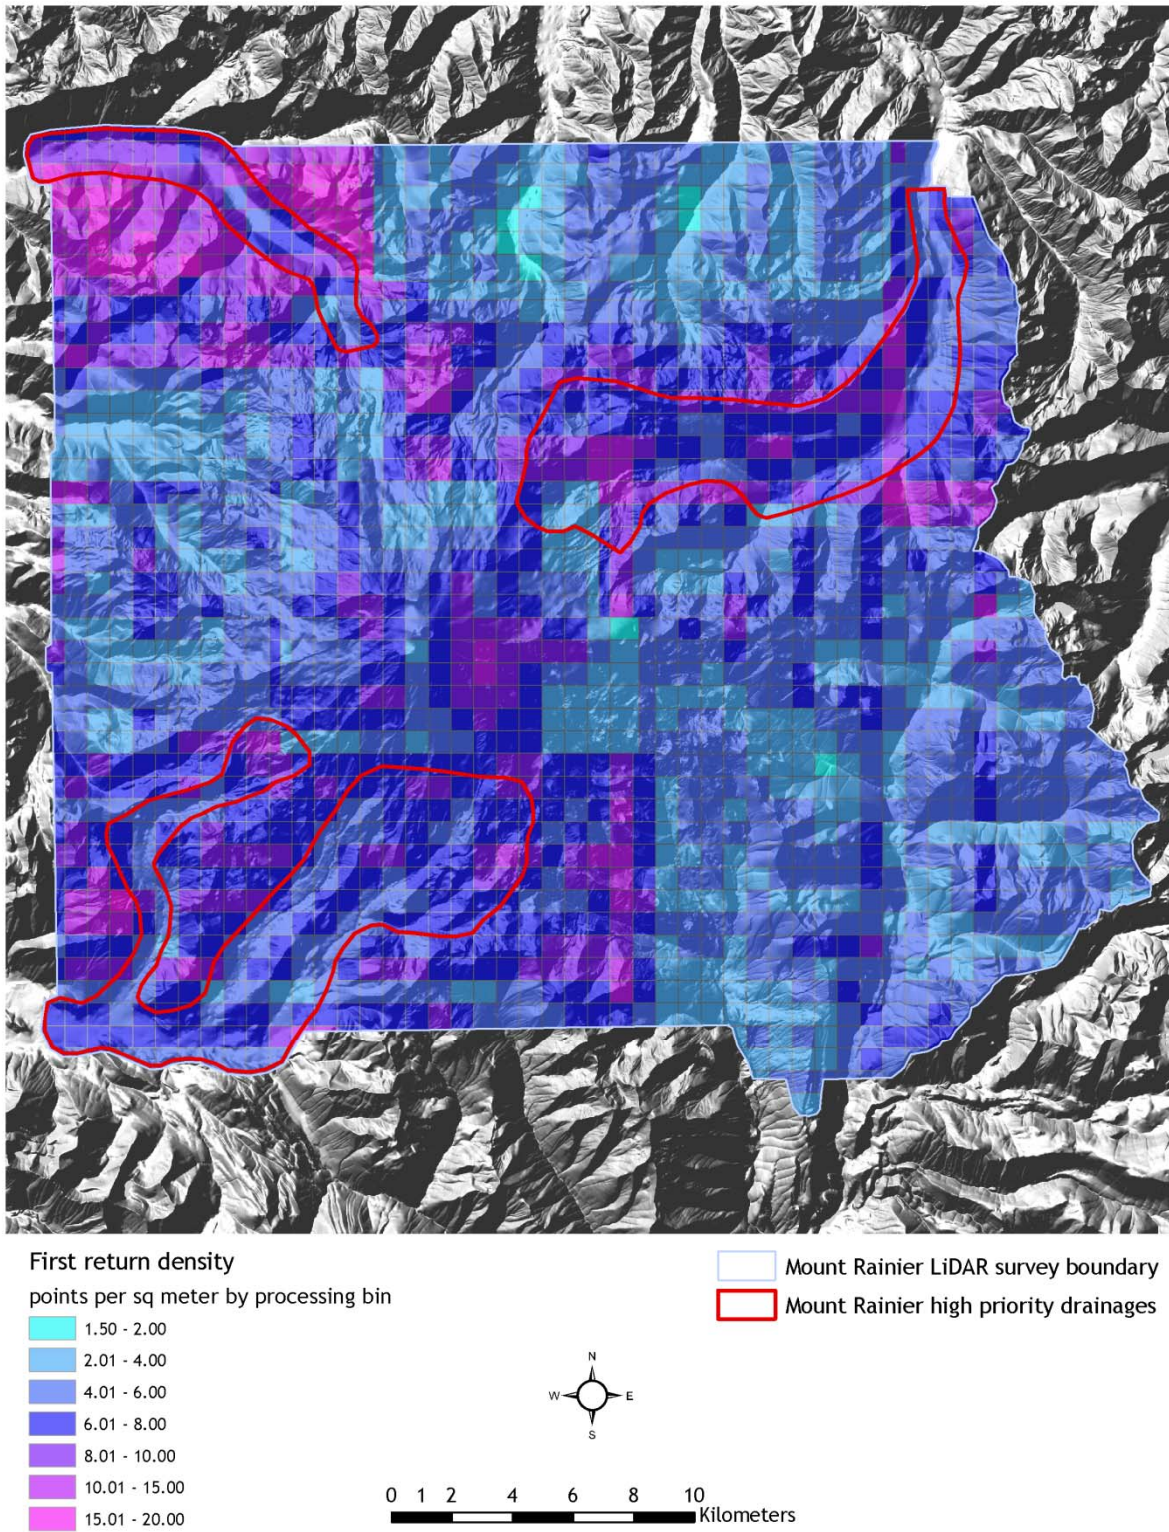 First return density
points per sq meter by processing bin
1.50 - 2.00
2.01 - 4.00
4.01 - 6.00
6.01 - 8.00
8.01 - 10.00
10.01 - 15.00
15.01 - 20.00
Mount Rainier LiDAR survey boundary
Mount Rainier high priority drainages
N
W E
S
0 1 2 4 6 8 10
Kilometers